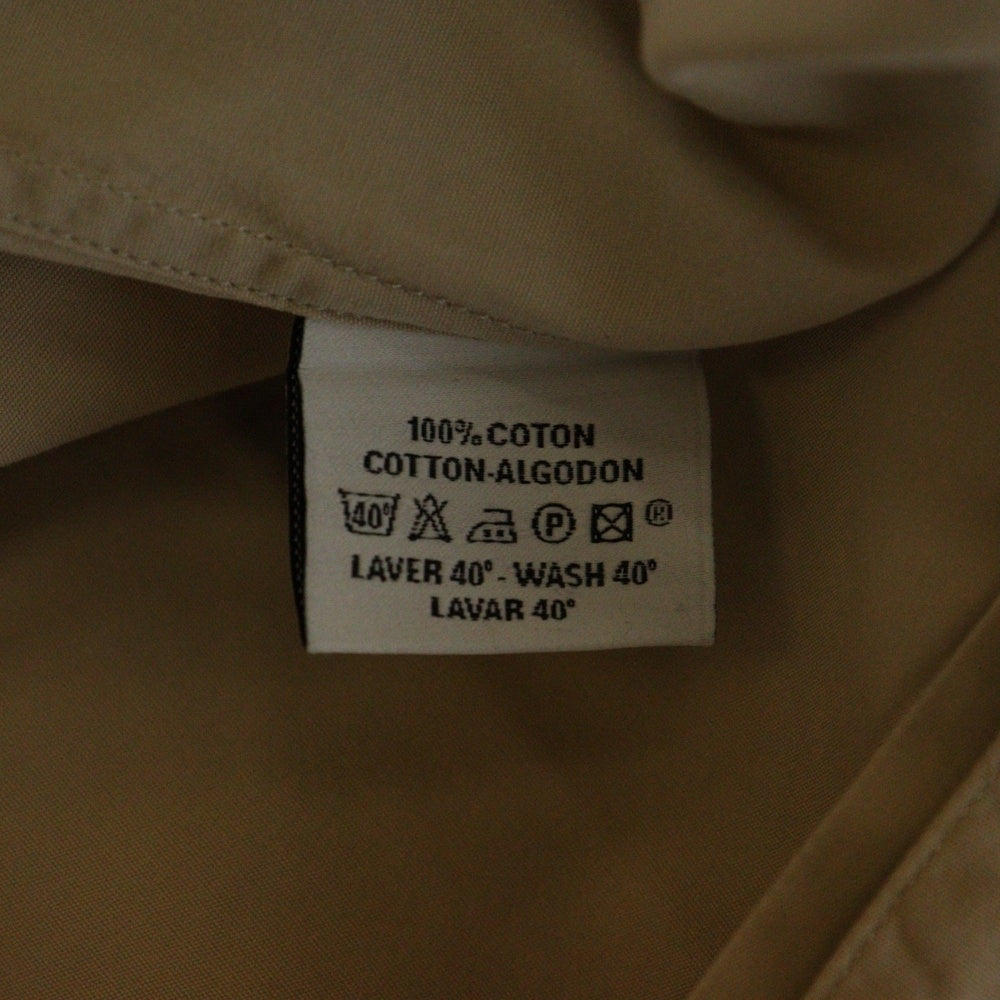 100% COTON
COTTON-ALGODON
40° P ®
LAVER 40° - WASH 40°
LAVAR 40°